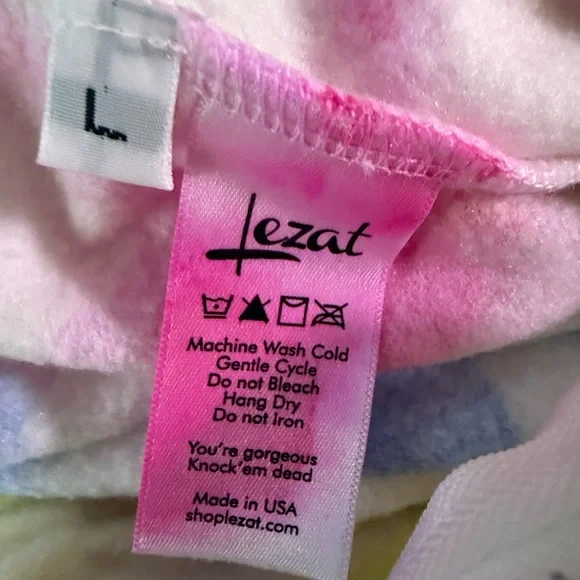 L
Lezat
Machine Wash Cold
Gentle Cycle
Do not Bleach
Hang Dry
Do not Iron
You're gorgeous
Knock'em dead
Made in USA
shoplezat.com